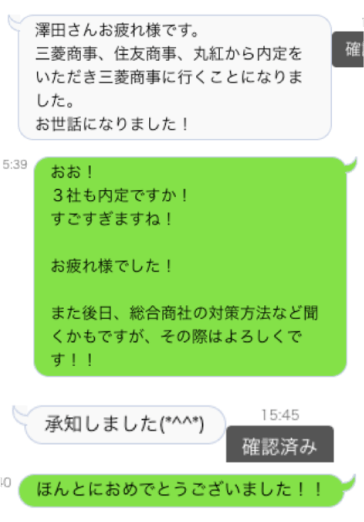 澤田さんお疲れ様です。
三菱商事、住友商事、丸紅から内定を
いただき三菱商事に行くことになりま
した。
お世話になりました！
確
5:39
おお！
３社も内定ですか！
すごすぎますね！
お疲れ様でした！
また後日、総合商社の対策方法など聞
くかもですが、その際はよろしくで
す！！
承知しました(*^^*)
15:45
確認済み
40
ほんとにおめでとうございました！！